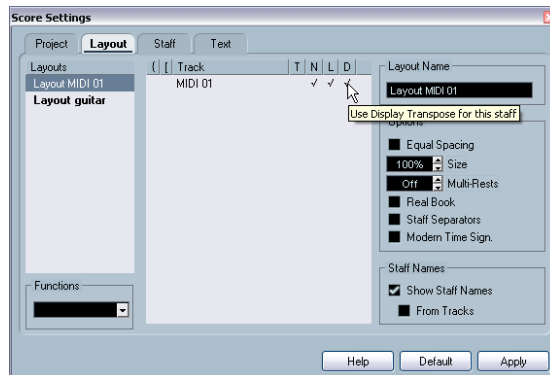 Score Settings
Project Layout Staff Text
Layouts
Layout MIDI 01
Layout guitar
{ [ Track T N L D
MIDI 01 √ √ √
Use Display Transpose for this staff
Layout Name
Layout MIDI 01
Options
Equal Spacing
100% Size
Off Multi-Rests
Real Book
Staff Separators
Modern Time Sign.
Functions
Staff Names
Show Staff Names
From Tracks
Help Default Apply